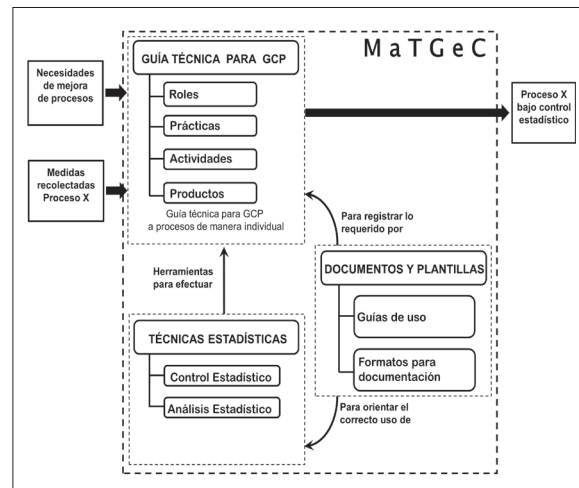 MaTGeC
GUÍA TÉCNICA PARA GCP
Roles
Prácticas
Actividades
Productos
Guía técnica para GCP
a procesos de manera individual
Necesidades
de mejora
de procesos
Medidas
recolectadas
Proceso X
Proceso X
bajo control
estadístico
Para registrar lo
requerido por
Herramientas
para efectuar
DOCUMENTOS Y PLANTILLAS
Guías de uso
Formatos para
documentación
TÉCNICAS ESTADÍSTICAS
Control Estadístico
Análisis Estadístico
Para orientar el
correcto uso de